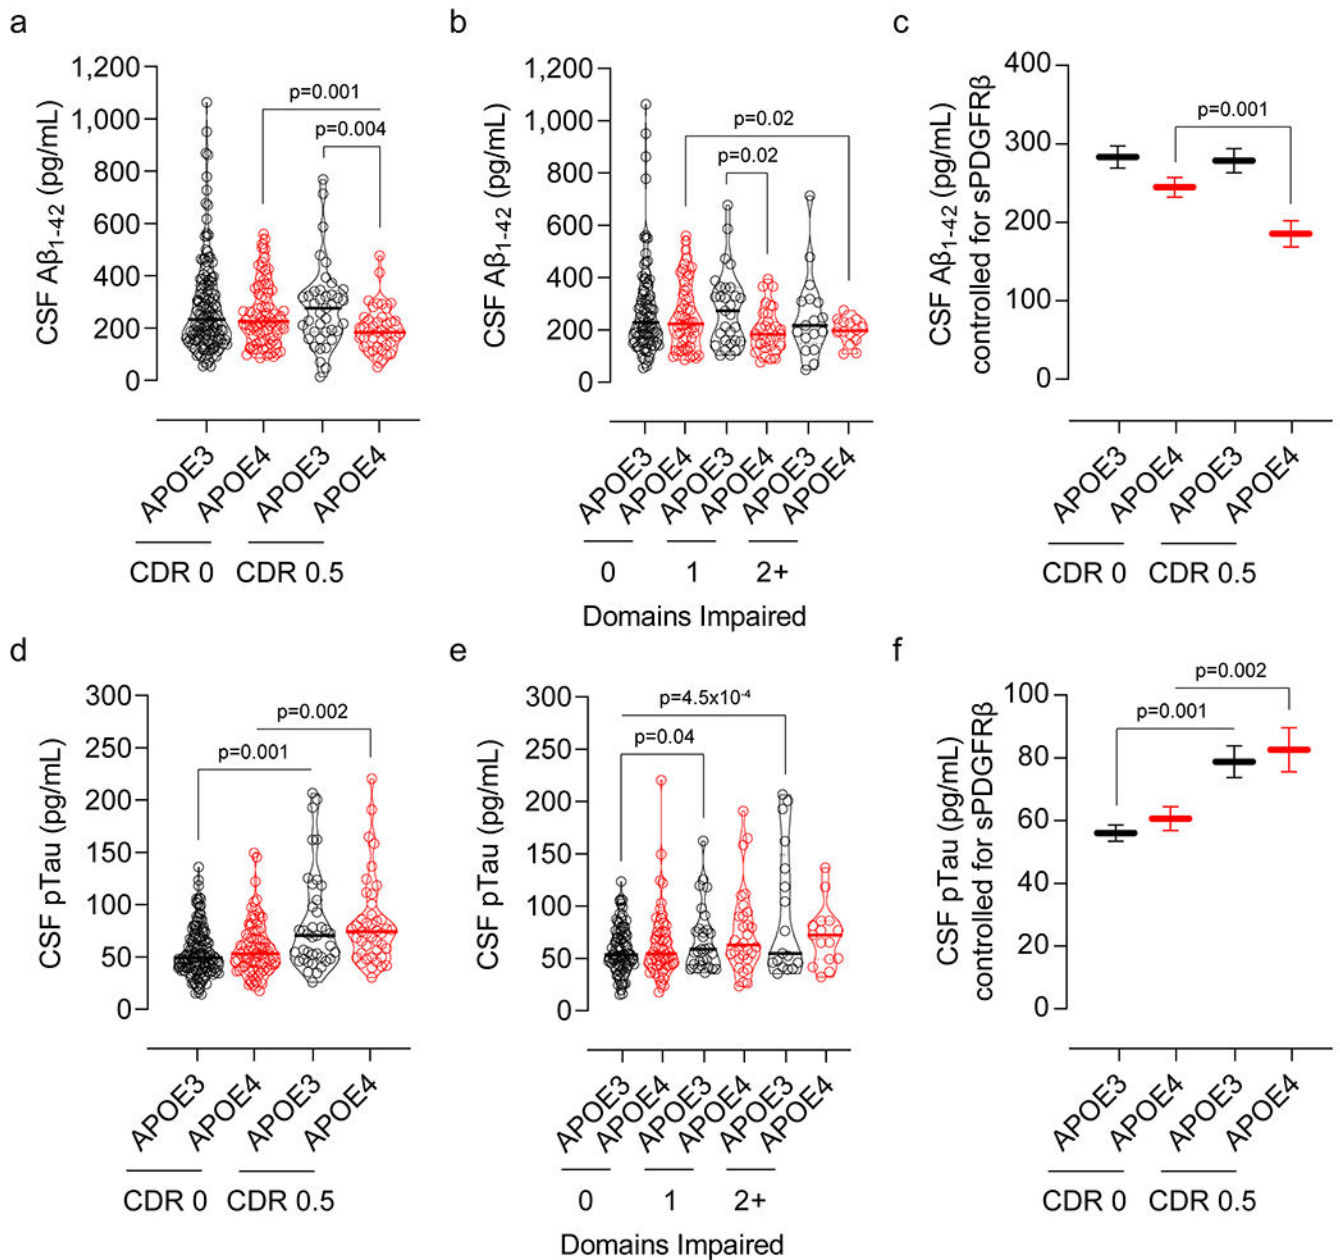 a
CSF Aβ1-42 (pg/mL)
1,200
1,000
800
600
400
200
0
p=0.001
p=0.004
APOE3
APOE4
APOE3
APOE4
CDR 0
CDR 0.5
b
CSF Aβ1-42 (pg/mL)
1,200
1,000
800
600
400
200
0
p=0.02
p=0.02
APOE3
APOE4
APOE3
APOE4
APOE3
APOE4
0
1
2+
Domains Impaired
c
CSF Aβ1-42 (pg/mL)
controlled for sPDGFRβ
400
300
200
100
0
p=0.001
APOE3
APOE4
APOE3
APOE4
CDR 0
CDR 0.5
d
CSF pTau (pg/mL)
300
250
200
150
100
50
0
p=0.002
p=0.001
APOE3
APOE4
APOE3
APOE4
CDR 0
CDR 0.5
e
CSF pTau (pg/mL)
300
250
200
150
100
50
0
p=4.5x10-4
p=0.04
APOE3
APOE4
APOE3
APOE4
APOE3
APOE4
0
1
2+
Domains Impaired
f
CSF pTau (pg/mL)
controlled for sPDGFRβ
100
80
60
40
20
0
p=0.002
p=0.001
APOE3
APOE4
APOE3
APOE4
CDR 0
CDR 0.5